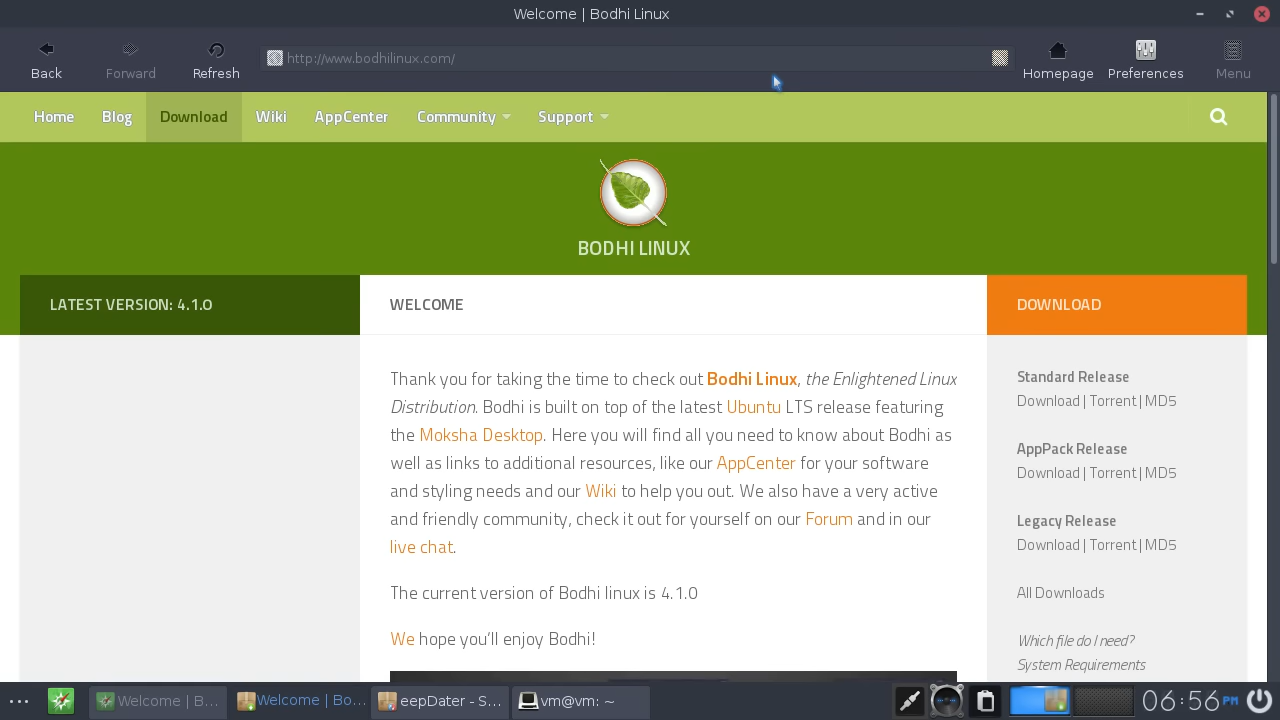 Welcome | Bodhi Linux
Back
Forward
Refresh
http://www.bodhilinux.com/
Homepage
Preferences
Menu
Home
Blog
Download
Wiki
AppCenter
Community
Support
BODHI LINUX
LATEST VERSION: 4.1.0
WELCOME
Thank you for taking the time to check out Bodhi Linux, the Enlightened Linux
Distribution. Bodhi is built on top of the latest Ubuntu LTS release featuring
the Moksha Desktop. Here you will find all you need to know about Bodhi as
well as links to additional resources, like our AppCenter for your software
and styling needs and our Wiki to help you out. We also have a very active
and friendly community, check it out for yourself on our Forum and in our
live chat.
The current version of Bodhi linux is 4.1.0
We hope you’ll enjoy Bodhi!
DOWNLOAD
Standard Release
Download | Torrent | MD5
AppPack Release
Download | Torrent | MD5
Legacy Release
Download | Torrent | MD5
All Downloads
Which file do I need?
System Requirements
Welcome | B...
Welcome | Bo...
eepDater - S...
vm@vm: ~
06:56 PM